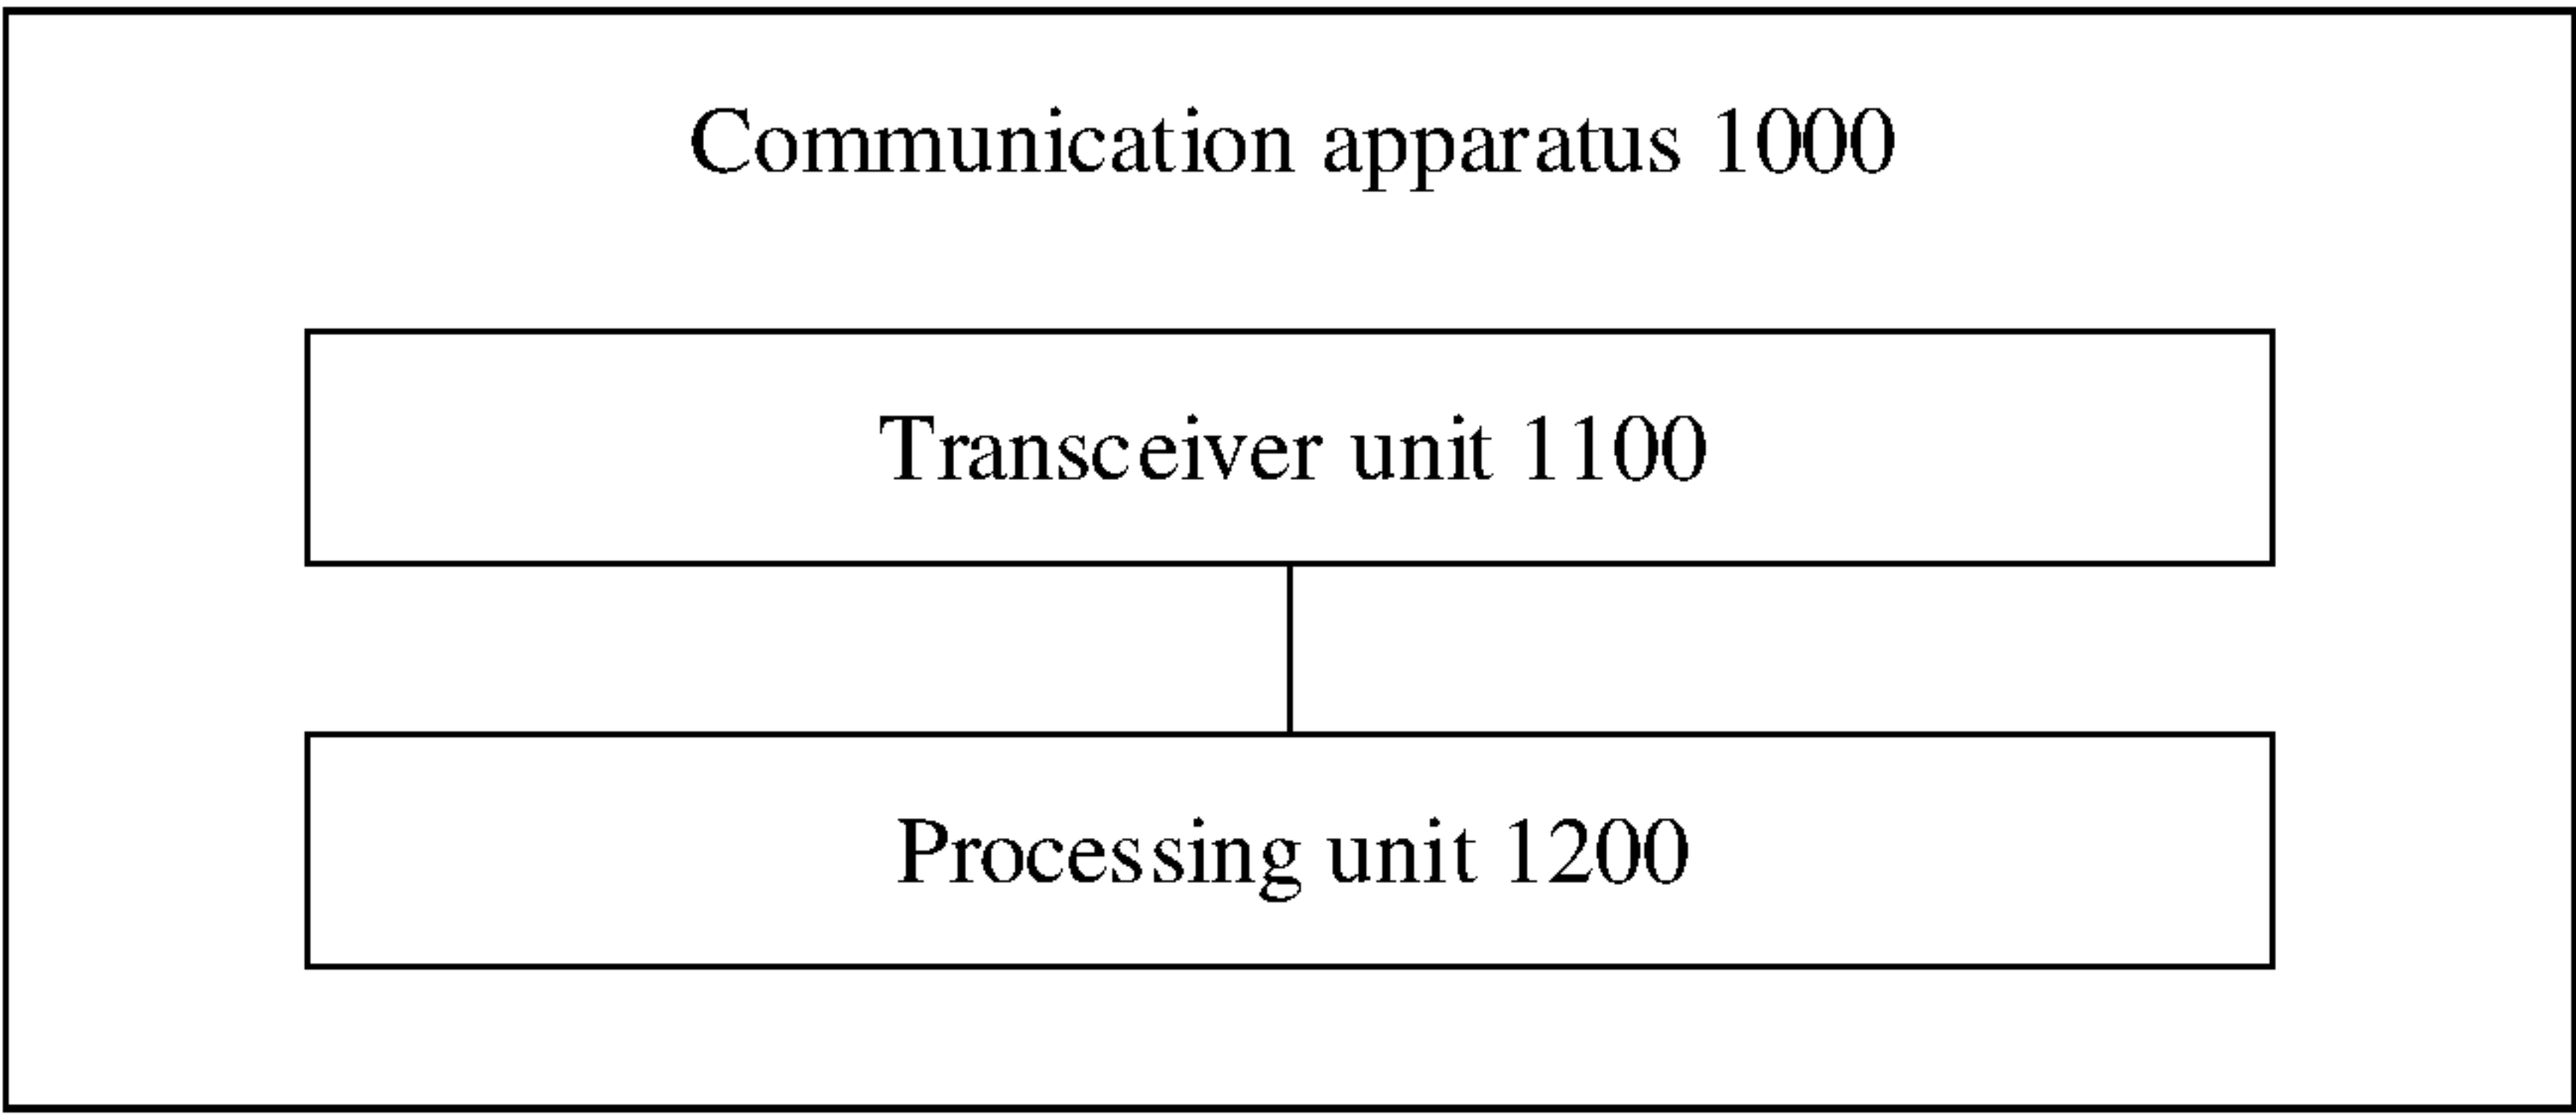 Communication apparatus 1000
Transceiver unit 1100
Processing unit 1200